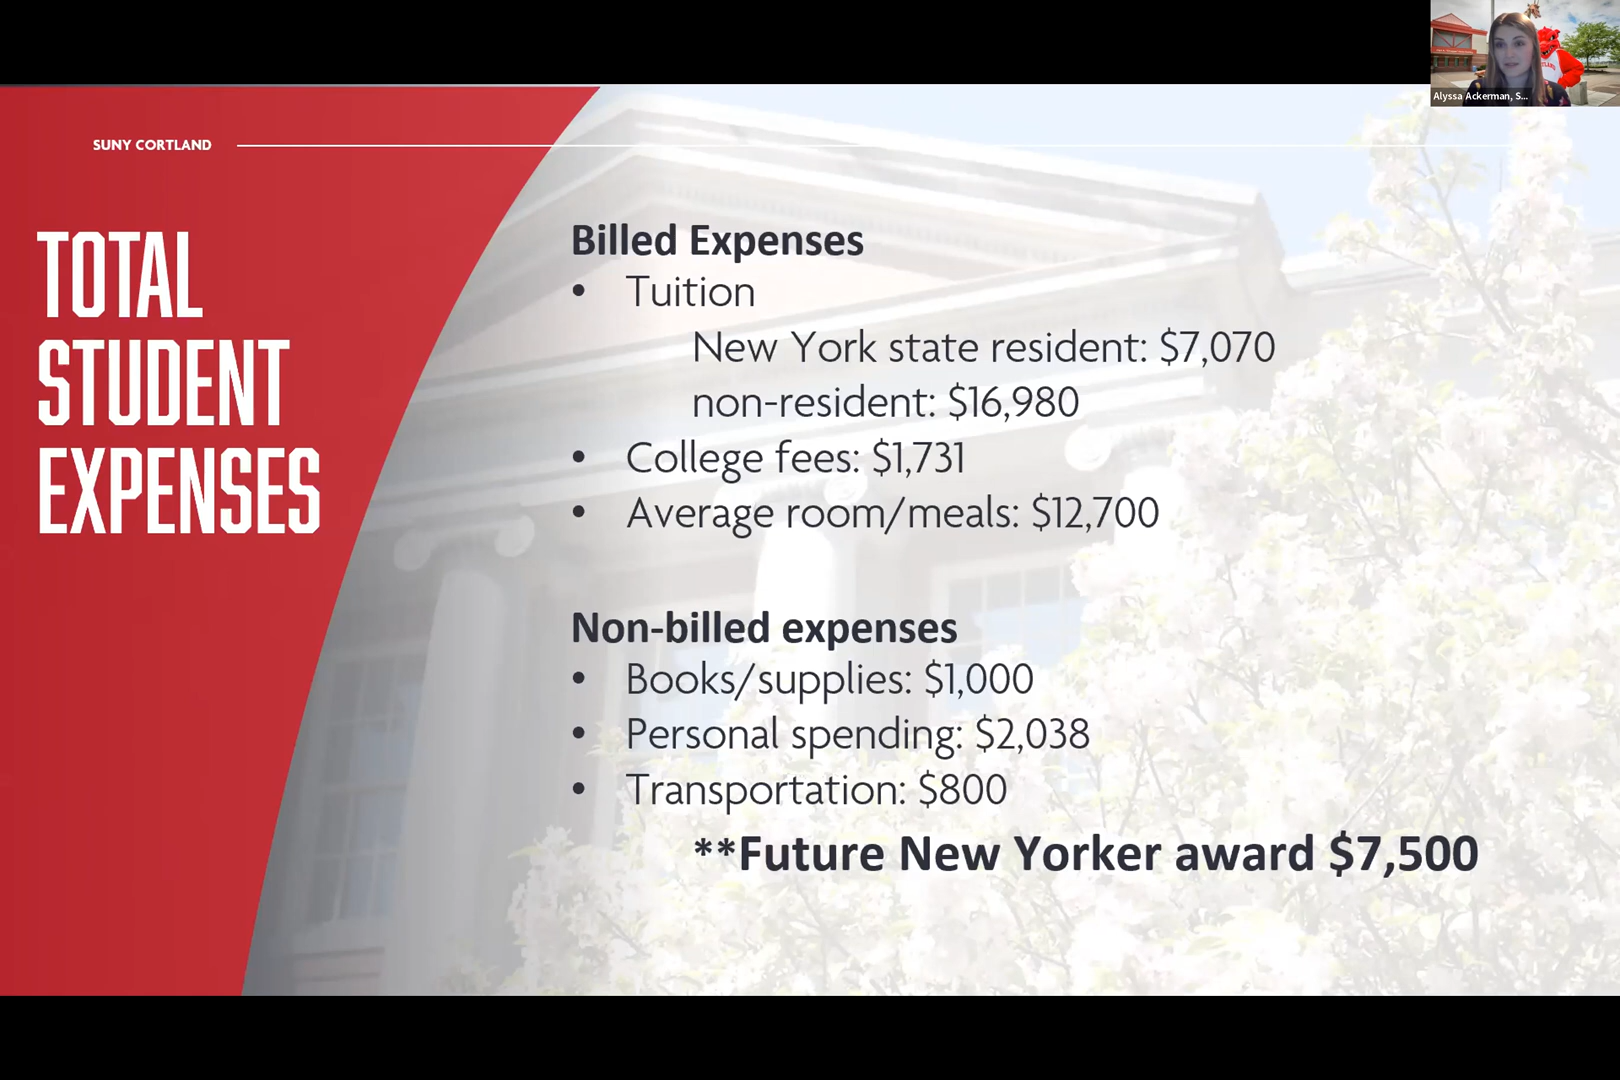 Alyssa Ackerman, S...
SUNY CORTLAND
TOTAL
STUDENT
EXPENSES
Billed Expenses
• Tuition
New York state resident: $7,070
non-resident: $16,980
• College fees: $1,731
• Average room/meals: $12,700
Non-billed expenses
• Books/supplies: $1,000
• Personal spending: $2,038
• Transportation: $800
**Future New Yorker award $7,500